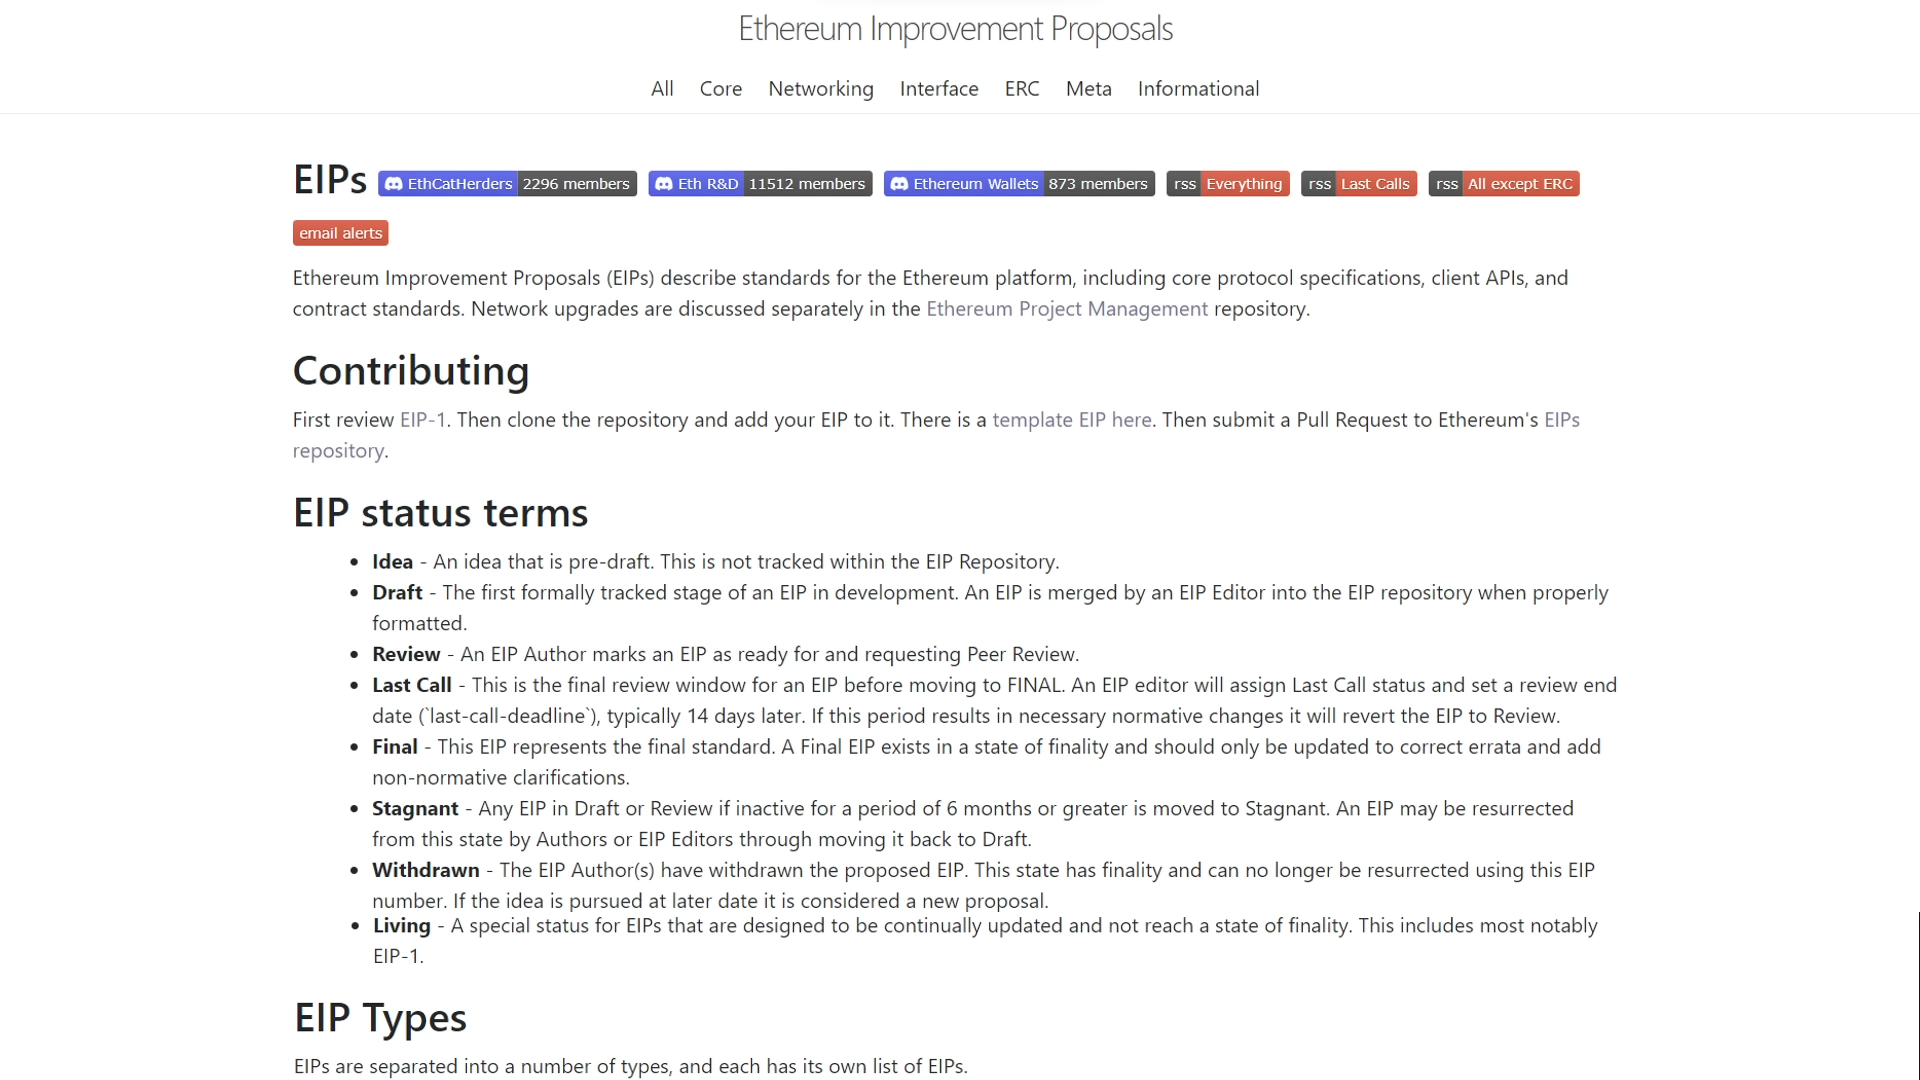 Ethereum Improvement Proposals
All Core Networking Interface ERC Meta Informational
EIPs EthCatHerders 2296 members Eth R&D 11512 members Ethereum Wallets 873 members rss Everything rss Last Calls rss All except ERC
email alerts
Ethereum Improvement Proposals (EIPs) describe standards for the Ethereum platform, including core protocol specifications, client APIs, and
contract standards. Network upgrades are discussed separately in the Ethereum Project Management repository.
Contributing
First review EIP-1. Then clone the repository and add your EIP to it. There is a template EIP here. Then submit a Pull Request to Ethereum's EIPs
repository.
EIP status terms
• Idea - An idea that is pre-draft. This is not tracked within the EIP Repository.
• Draft - The first formally tracked stage of an EIP in development. An EIP is merged by an EIP Editor into the EIP repository when properly
formatted.
• Review - An EIP Author marks an EIP as ready for and requesting Peer Review.
• Last Call - This is the final review window for an EIP before moving to FINAL. An EIP editor will assign Last Call status and set a review end
date (`last-call-deadline`), typically 14 days later. If this period results in necessary normative changes it will revert the EIP to Review.
• Final - This EIP represents the final standard. A Final EIP exists in a state of finality and should only be updated to correct errata and add
non-normative clarifications.
• Stagnant - Any EIP in Draft or Review if inactive for a period of 6 months or greater is moved to Stagnant. An EIP may be resurrected
from this state by Authors or EIP Editors through moving it back to Draft.
• Withdrawn - The EIP Author(s) have withdrawn the proposed EIP. This state has finality and can no longer be resurrected using this EIP
number. If the idea is pursued at later date it is considered a new proposal.
• Living - A special status for EIPs that are designed to be continually updated and not reach a state of finality. This includes most notably
EIP-1.
EIP Types
EIPs are separated into a number of types, and each has its own list of EIPs.